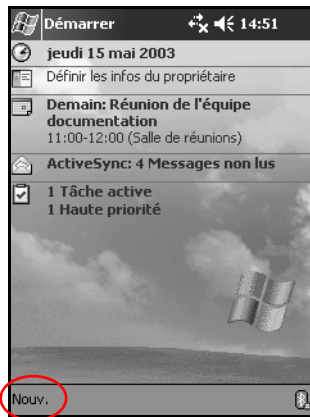 Démarrer 14:51
jeudi 15 mai 2003
Définir les infos du propriétaire
Demain: Réunion de l'équipe
documentation
11:00-12:00 (Salle de réunions)
ActiveSync: 4 Messages non lus
1 Tâche active
1 Haute priorité
Nouv.